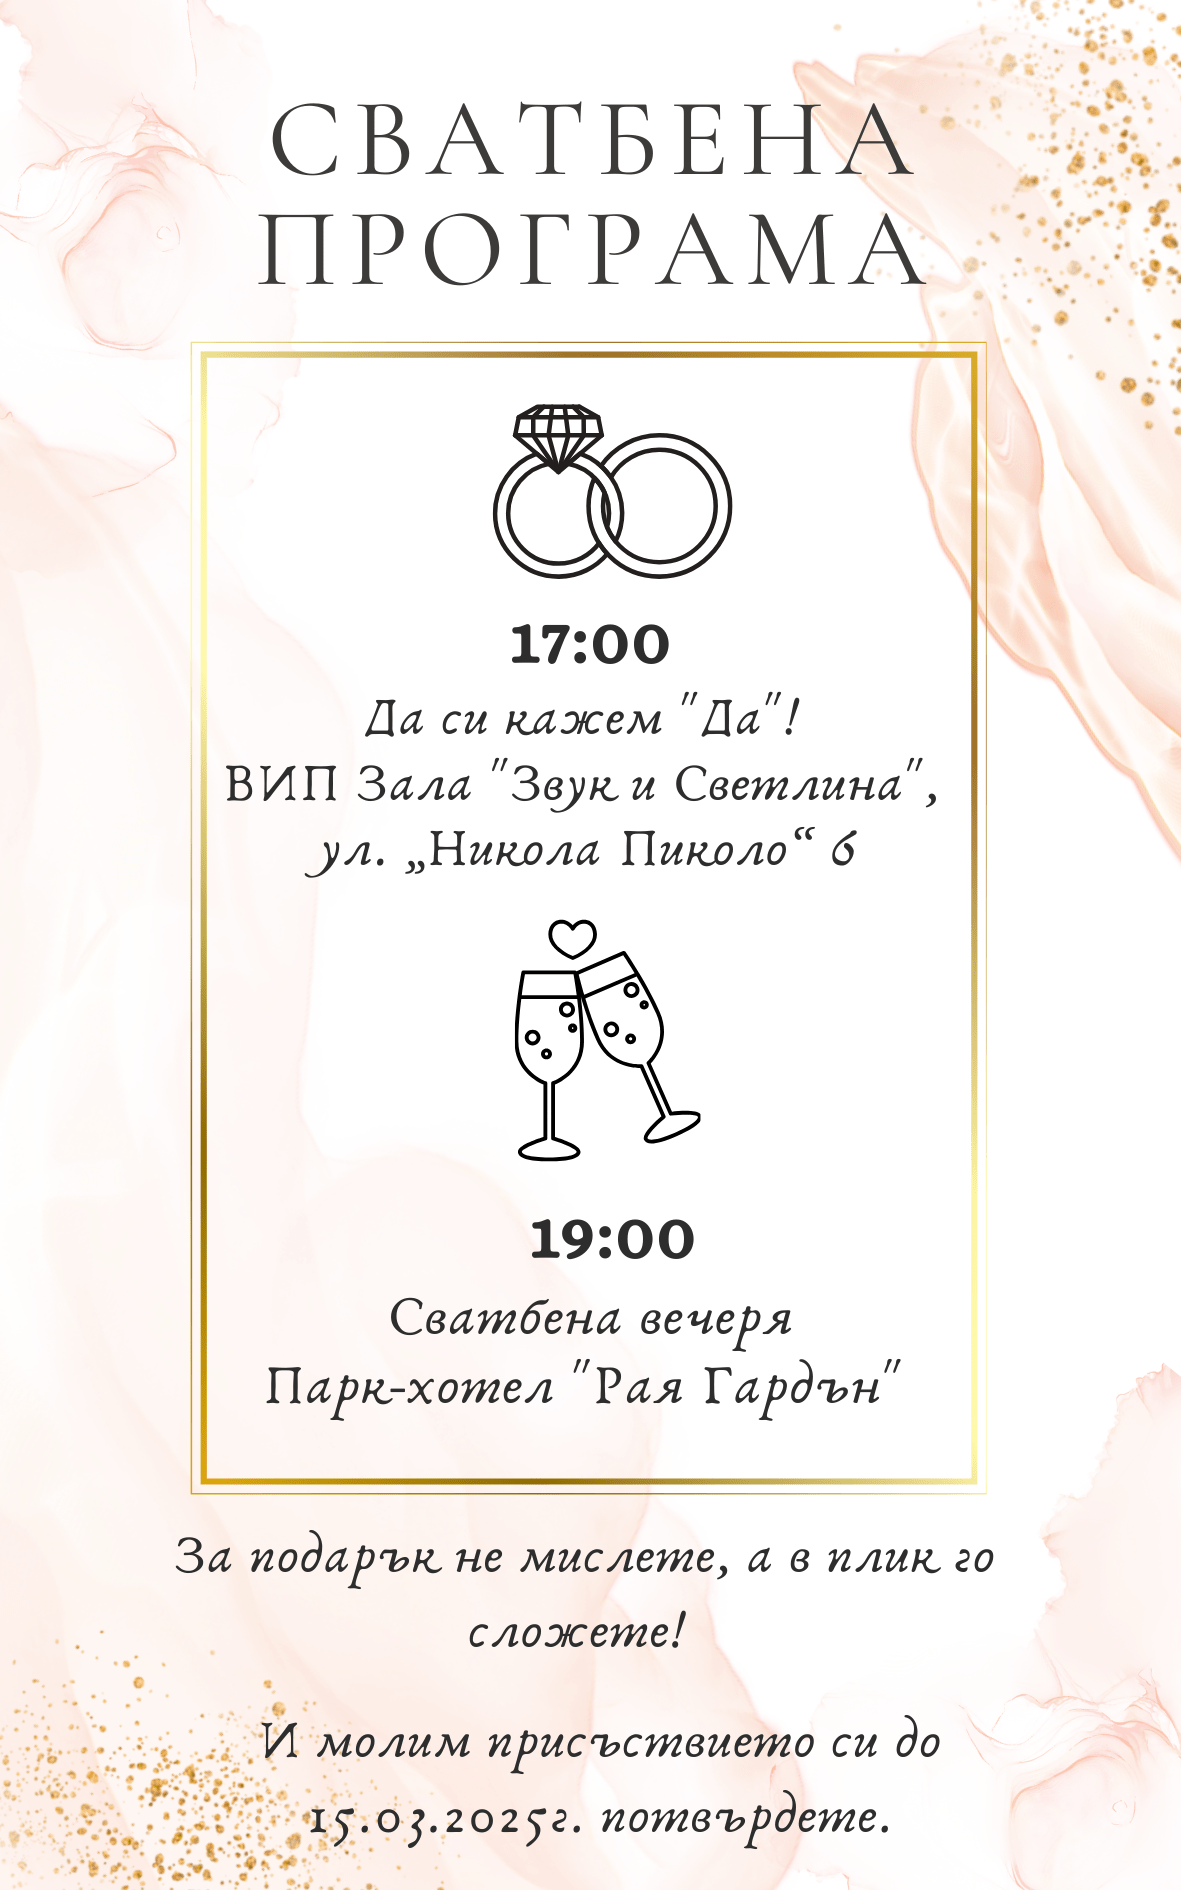 СВАТБЕНА
ПРОГРАМА
17:00
Да си кажем "Да"!
ВИП Зала "Звук и Светлина",
ул. „Никола Пиколо“ 6
19:00
Сватбена вечеря
Парк-хотел "Рая Гардън"
За подарък не мислете, а в плик го
сложете!
И молим присъствието си до
15.03.2025г. потвърдете.